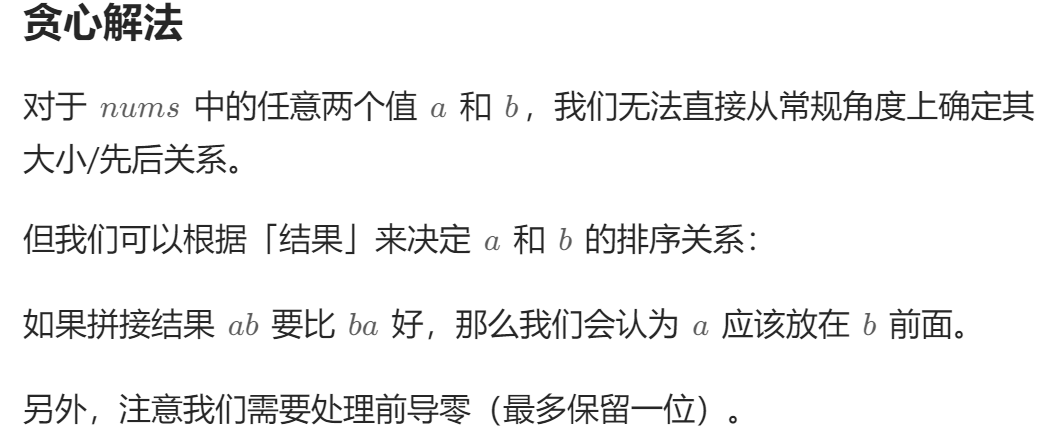 贪心解法
对于 nums 中的任意两个值 a 和 b，我们无法直接从常规角度上确定其
大小/先后关系。
但我们可以根据「结果」来决定 a 和 b 的排序关系：
如果拼接结果 ab 要比 ba 好，那么我们会认为 a 应该放在 b 前面。
另外，注意我们需要处理前导零（最多保留一位）。